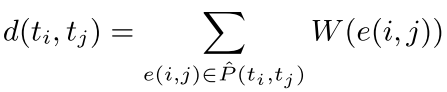 d(t_i, t_j) = \sum_{e(i,j) \in \hat{P}(t_i, t_j)} W(e(i,j))